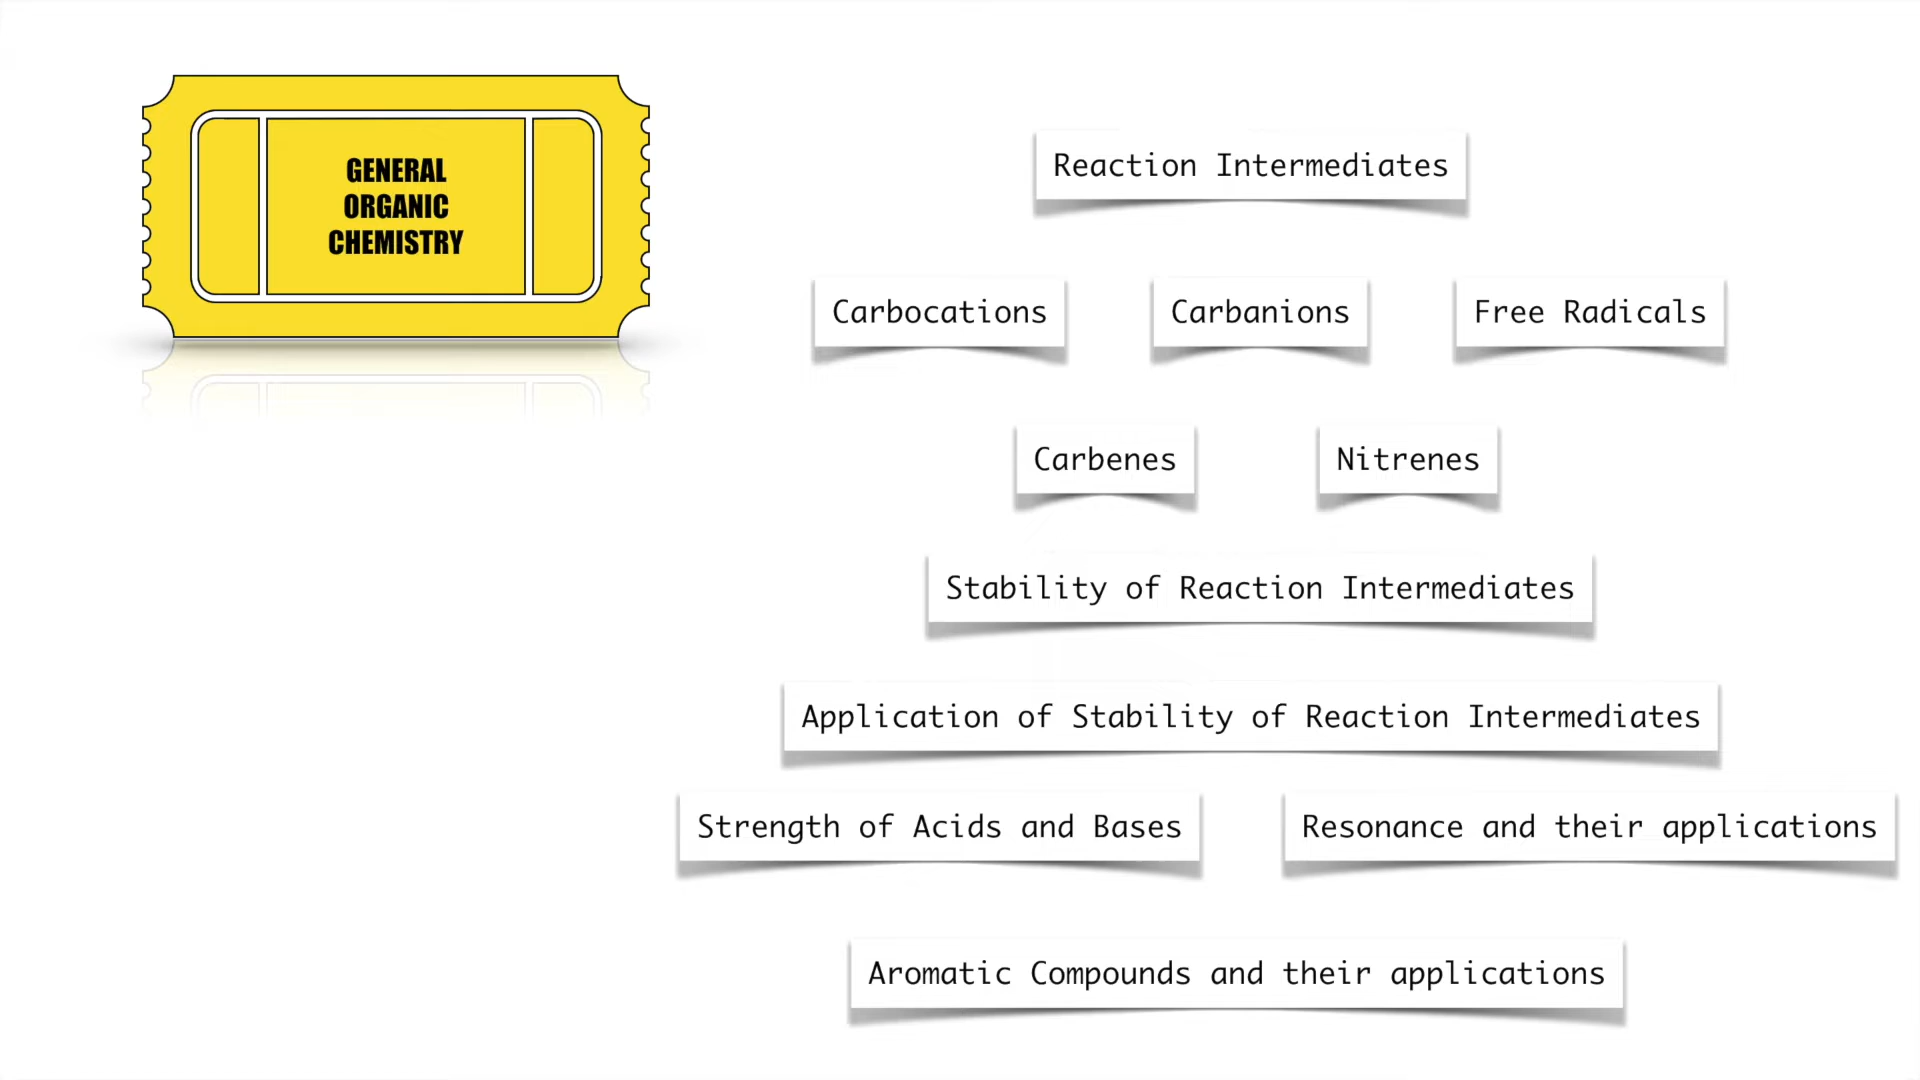 GENERAL
ORGANIC
CHEMISTRY
Reaction Intermediates
Carbocations
Carbanions
Free Radicals
Carbenes
Nitrenes
Stability of Reaction Intermediates
Application of Stability of Reaction Intermediates
Strength of Acids and Bases
Resonance and their applications
Aromatic Compounds and their applications